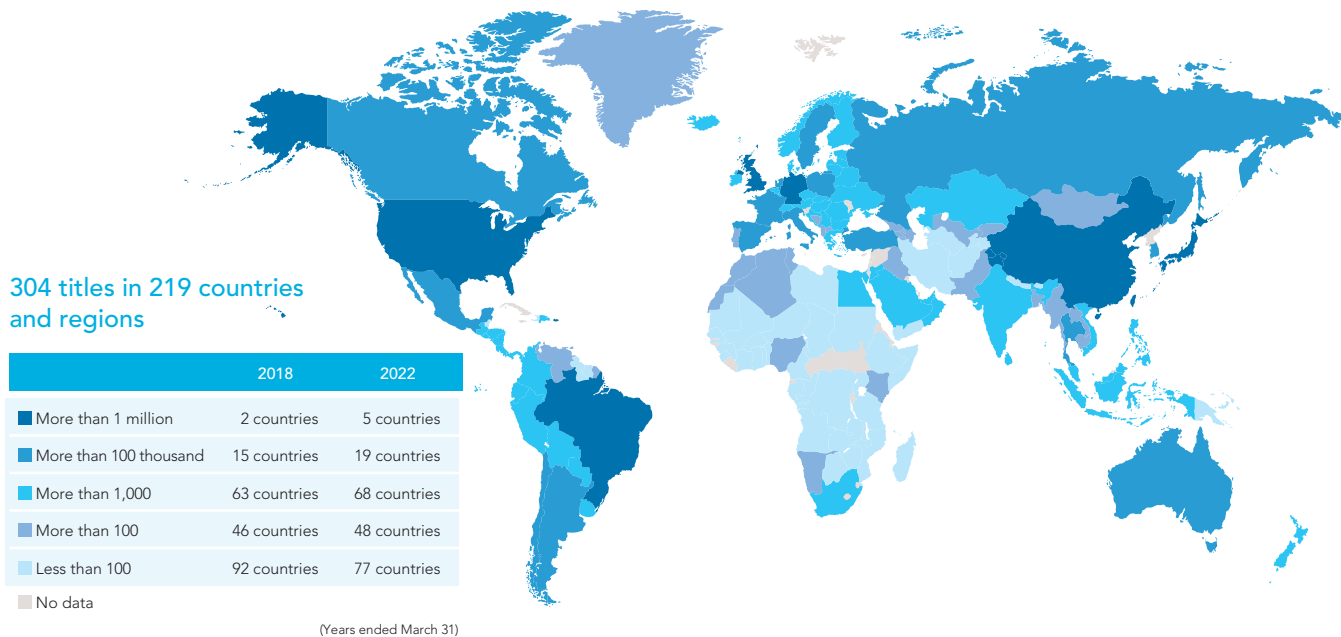 304 titles in 219 countries
and regions
2018 2022
More than 1 million 2 countries 5 countries
More than 100 thousand 15 countries 19 countries
More than 1,000 63 countries 68 countries
More than 100 46 countries 48 countries
Less than 100 92 countries 77 countries
No data
(Years ended March 31)